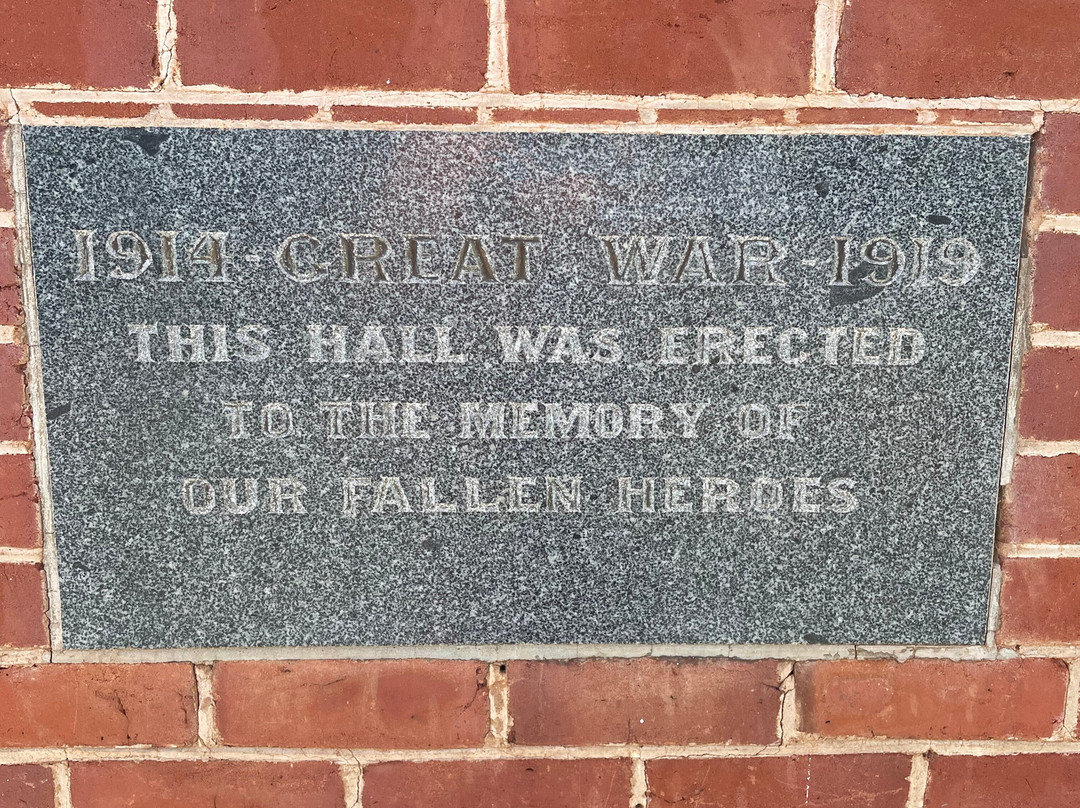 1914-GREAT WAR-1919
THIS HALL WAS ERECTED
TO THE MEMORY OF
OUR FALLEN HEROES